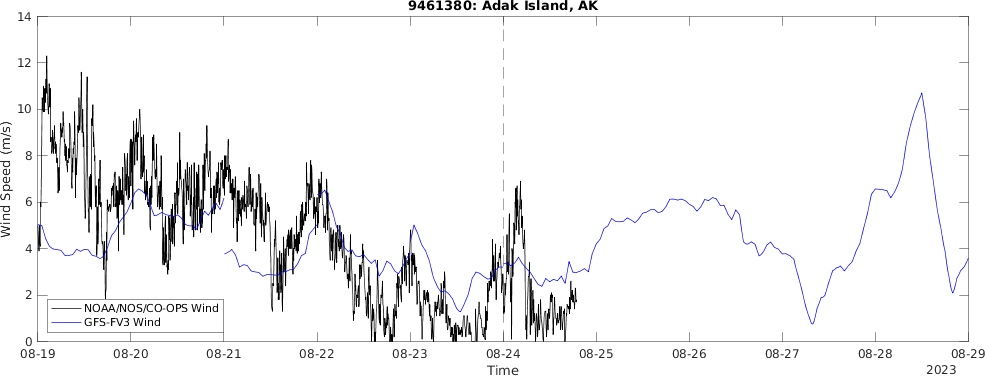 9461380: Adak Island, AK
14
12
10
8
6
4
2
0
Wind Speed (m/s)
NOAA/NOS/CO-OPS Wind
GFS-FV3 Wind
08-19 08-20 08-21 08-22 08-23 08-24 08-25 08-26 08-27 08-28 08-29
Time
2023